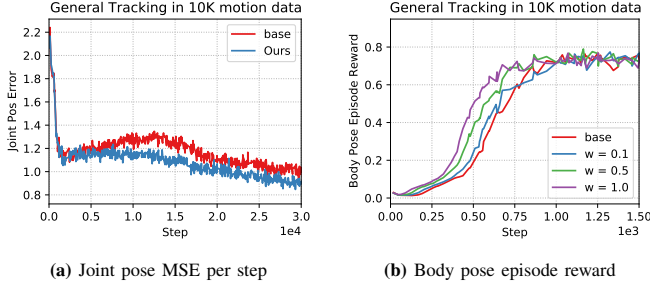 General Tracking in 10K motion data
Joint Pos Error
2.2
2.0
1.8
1.6
1.4
1.2
1.0
0.8
base
Ours
0.0 0.5 1.0 1.5 2.0 2.5 3.0
Step
1e4
(a) Joint pose MSE per step
General Tracking in 10K motion data
Body Pose Episode Reward
0.8
0.6
0.4
0.2
0.0
base
w = 0.1
w = 0.5
w = 1.0
0.00 0.25 0.50 0.75 1.00 1.25 1.50
Step
1e3
(b) Body pose episode reward